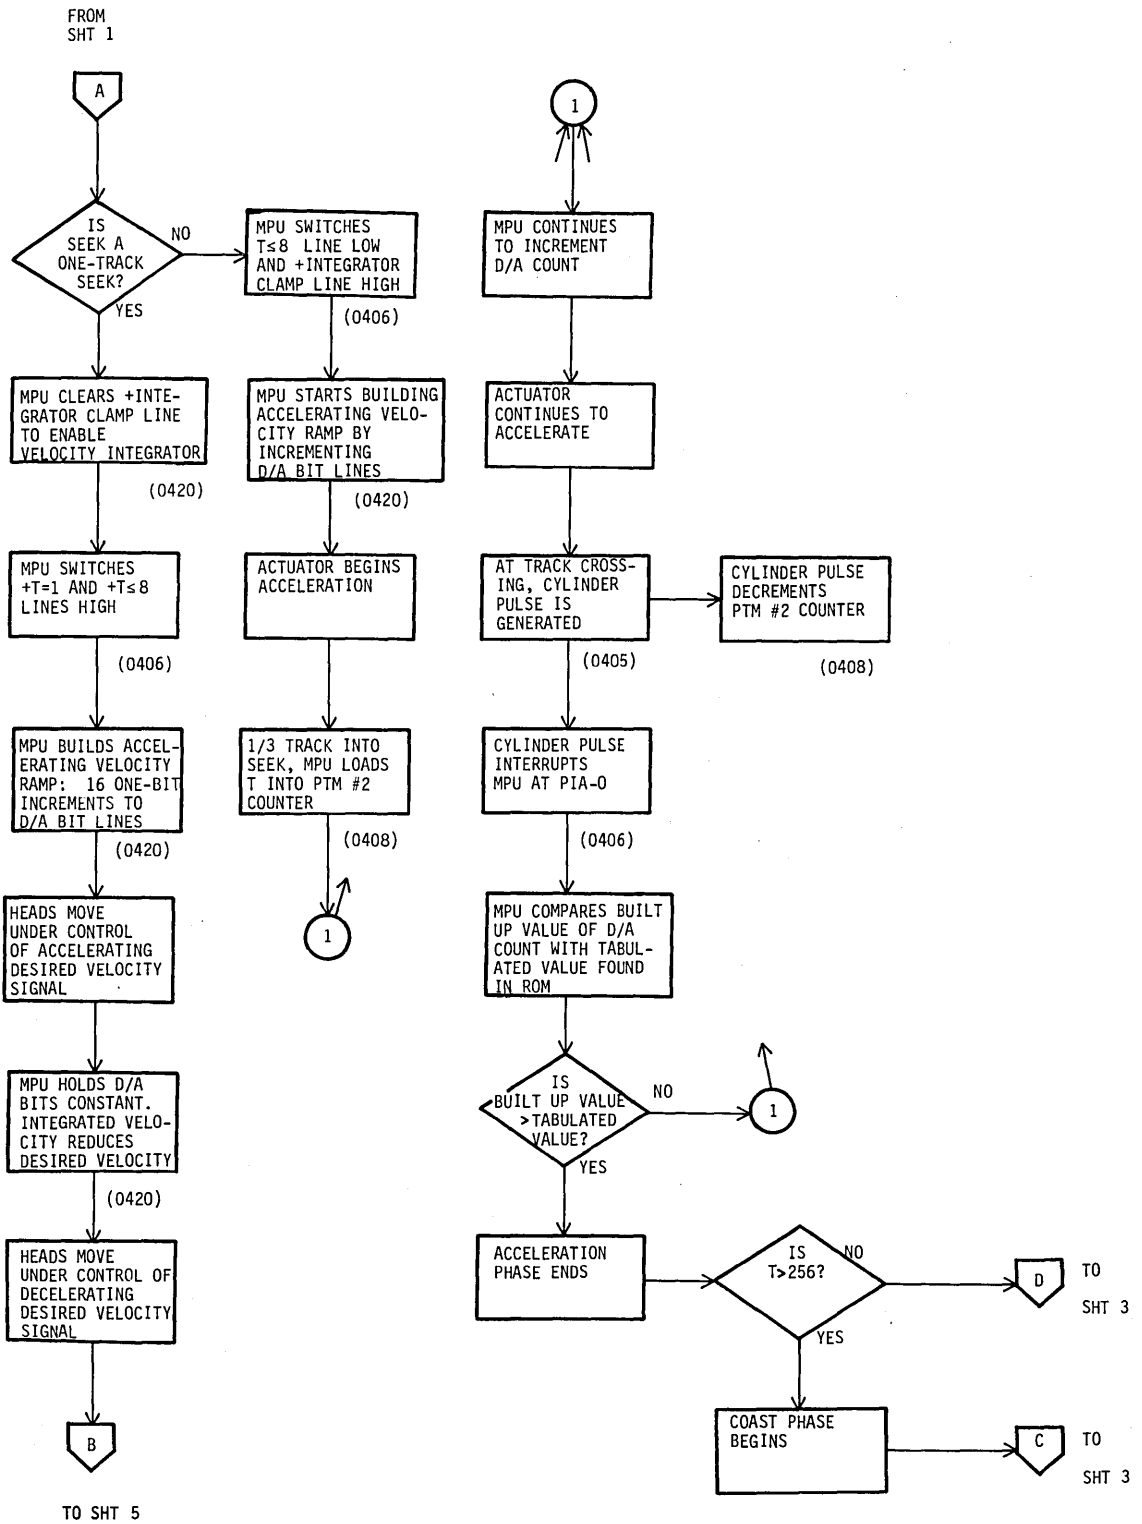 FROM
SHT 1
A
IS
SEEK A
ONE-TRACK
SEEK?
NO
YES
MPU CLEARS +INTE-
GRATOR CLAMP LINE
TO ENABLE
VELOCITY INTEGRATOR
(0420)
MPU SWITCHES
+T=1 AND +T≤8
LINES HIGH
(0406)
MPU BUILDS ACCEL-
ERATING VELOCITY
RAMP: 16 ONE-BIT
INCREMENTS TO
D/A BIT LINES
(0420)
HEADS MOVE
UNDER CONTROL
OF ACCELERATING
DESIRED VELOCITY
SIGNAL
MPU HOLDS D/A
BITS CONSTANT.
INTEGRATED VELO-
CITY REDUCES
DESIRED VELOCITY
(0420)
HEADS MOVE
UNDER CONTROL OF
DECELERATING
DESIRED VELOCITY
SIGNAL
B
TO SHT 5
MPU SWITCHES
T≤8 LINE LOW
AND +INTEGRATOR
CLAMP LINE HIGH
(0406)
MPU STARTS BUILDING
ACCELERATING VELO-
CITY RAMP BY
INCREMENTING
D/A BIT LINES
(0420)
ACTUATOR BEGINS
ACCELERATION
1/3 TRACK INTO
SEEK, MPU LOADS
T INTO PTM #2
COUNTER
(0408)
1
1
MPU CONTINUES
TO INCREMENT
D/A COUNT
ACTUATOR
CONTINUES TO
ACCELERATE
AT TRACK CROSS-
ING, CYLINDER
PULSE IS
GENERATED
(0405)
CYLINDER PULSE
DECREMENTS
PTM #2 COUNTER
(0408)
CYLINDER PULSE
INTERRUPTS
MPU AT PIA-0
(0406)
MPU COMPARES BUILT
UP VALUE OF D/A
COUNT WITH TABUL-
ATED VALUE FOUND
IN ROM
IS
BUILT UP VALUE
>TABULATED
VALUE?
NO
1
YES
ACCELERATION
PHASE ENDS
IS
T>256?
NO
D
TO
SHT 3
YES
COAST PHASE
BEGINS
C
TO
SHT 3